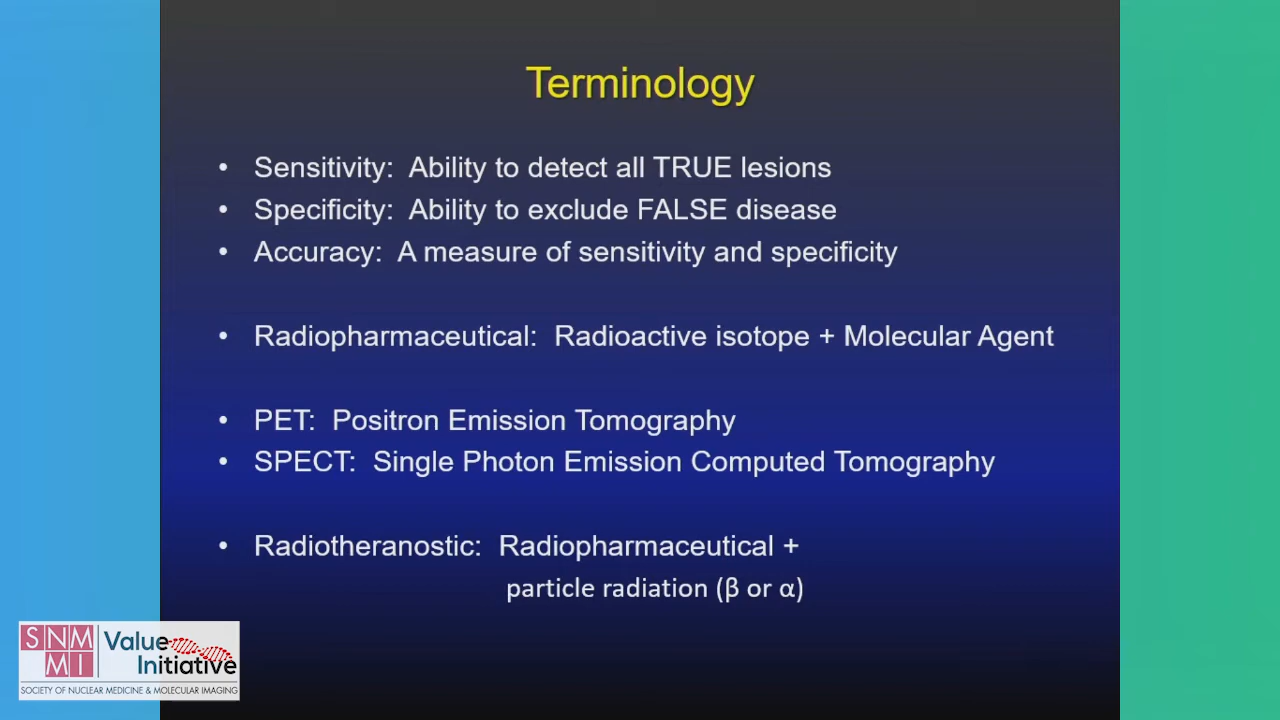 Terminology
• Sensitivity: Ability to detect all TRUE lesions
• Specificity: Ability to exclude FALSE disease
• Accuracy: A measure of sensitivity and specificity
• Radiopharmaceutical: Radioactive isotope + Molecular Agent
• PET: Positron Emission Tomography
• SPECT: Single Photon Emission Computed Tomography
• Radiotheranostic: Radiopharmaceutical +
particle radiation (β or α)
SNM
MI
Value
Initiative
SOCIETY OF NUCLEAR MEDICINE & MOLECULAR IMAGING